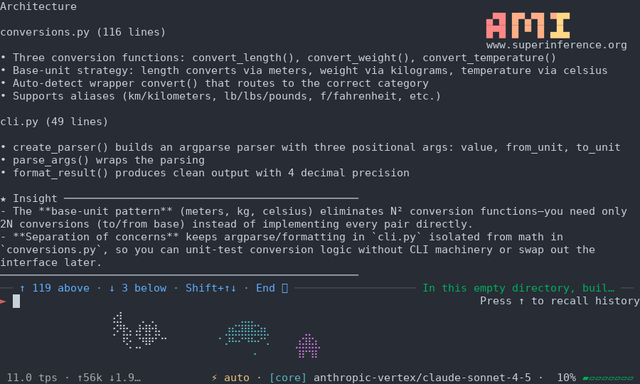 Architecture
AMI
www.superinference.org
conversions.py (116 lines)
• Three conversion functions: convert_length(), convert_weight(), convert_temperature()
• Base-unit strategy: length converts via meters, weight via kilograms, temperature via celsius
• Auto-detect wrapper convert() that routes to the correct category
• Supports aliases (km/kilometers, lb/lbs/pounds, f/fahrenheit, etc.)
cli.py (49 lines)
• create_parser() builds an argparse parser with three positional args: value, from_unit, to_unit
• parse_args() wraps the parsing
• format_result() produces clean output with 4 decimal precision
★ Insight
- The **base-unit pattern** (meters, kg, celsius) eliminates N² conversion functions—you need only
2N conversions (to/from base) instead of implementing every pair directly.
- **Separation of concerns** keeps argparse/formatting in `cli.py` isolated from math in
`conversions.py`, so you can unit-test conversion logic without CLI machinery or swap out the
interface later.
↑ 119 above · ↓ 3 below · Shift+↑↓ · End In this empty directory, buil…
Press ↑ to recall history
11.0 tps · ↑56k ↓1.9… ⚡ auto · [core] anthropic-vertex/claude-sonnet-4-5 · 10%